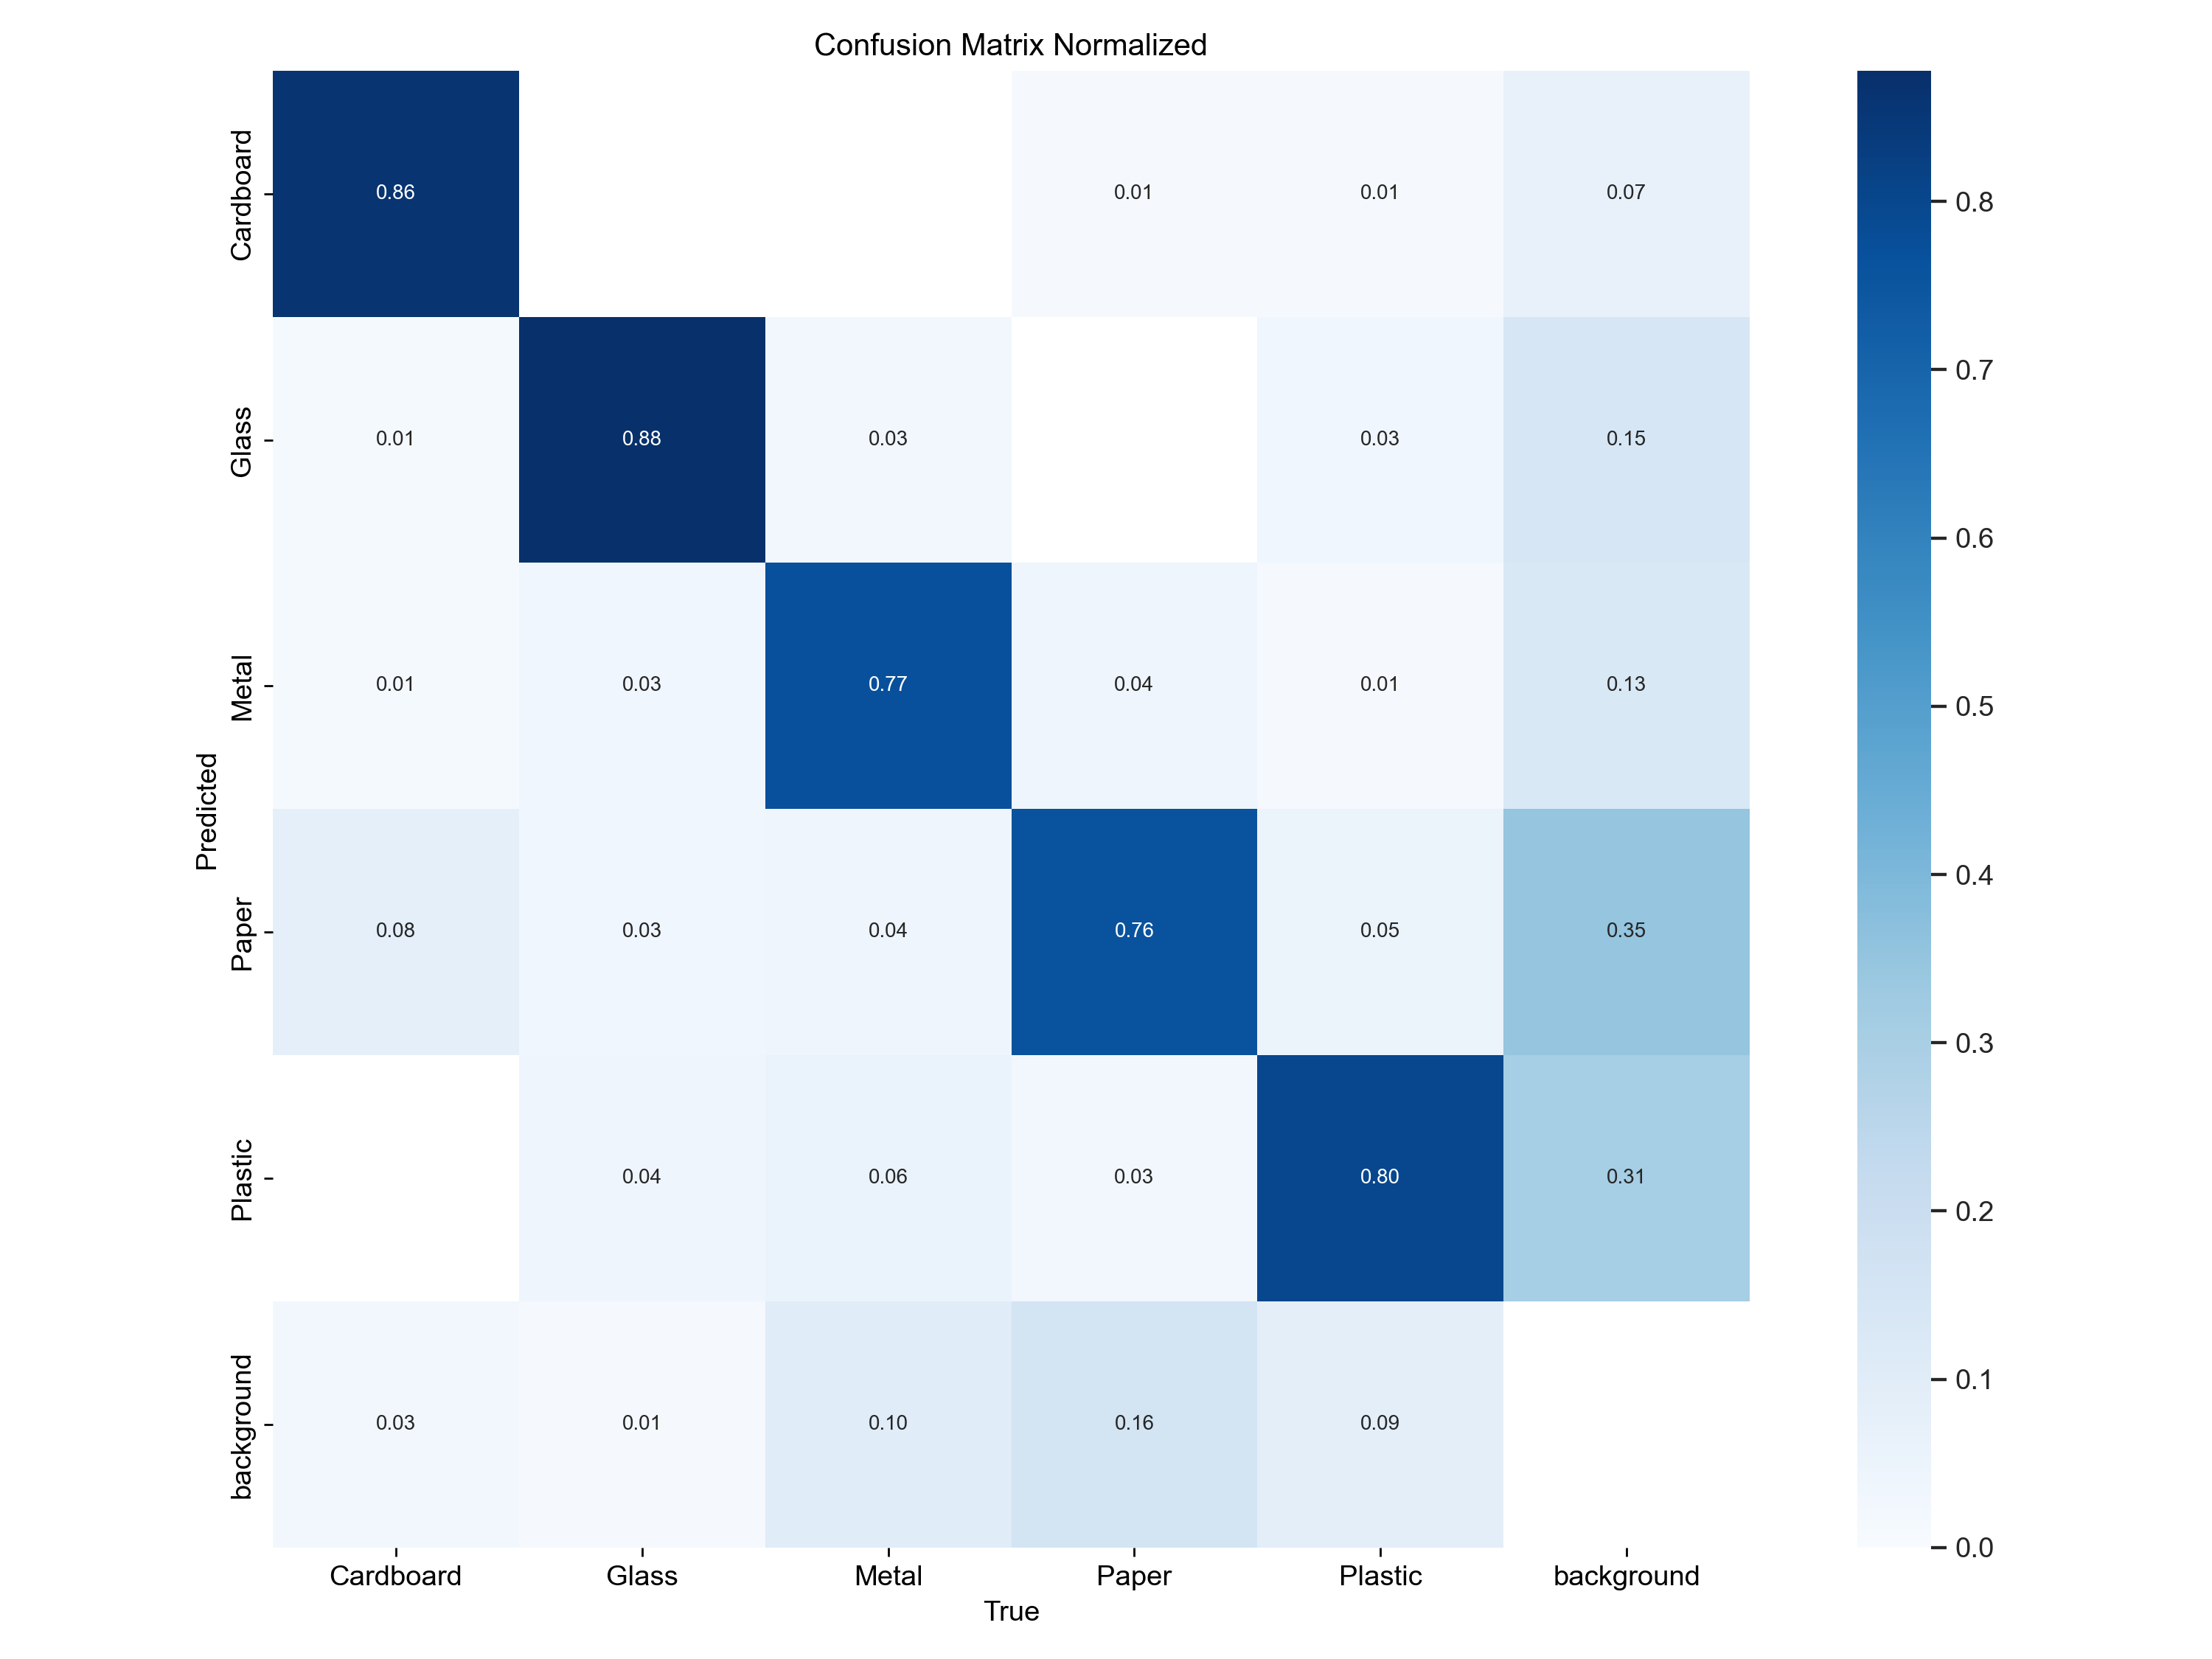 Confusion Matrix Normalized
Cardboard
0.86
0.01
0.01
0.07
Glass
0.01
0.88
0.03
0.03
0.15
Metal
0.01
0.03
0.77
0.04
0.01
0.13
Paper
0.08
0.03
0.04
0.76
0.05
0.35
Plastic
0.04
0.06
0.03
0.80
0.31
background
0.03
0.01
0.10
0.16
0.09
Predicted
Cardboard
Glass
Metal
Paper
Plastic
background
True
0.8
0.7
0.6
0.5
0.4
0.3
0.2
0.1
0.0